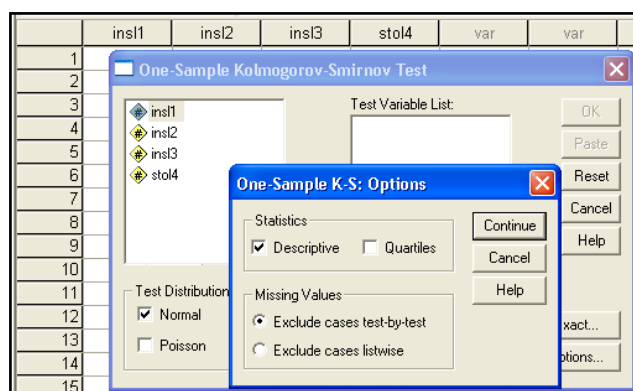 insl1 insl2 insl3 stol4 var var
1
2
3
4
5
6
7
8
9
10
11
12
13
14
15
One-Sample Kolmogorov-Smirnov Test
insl1
insl2
insl3
stol4
Test Variable List:
OK
Paste
Reset
Cancel
Help
Test Distribution
Normal
Poisson
xact...
ptions...
One-Sample K-S: Options
Statistics
Descriptive Quartiles
Missing Values
Exclude cases test-by-test
Exclude cases listwise
Continue
Cancel
Help